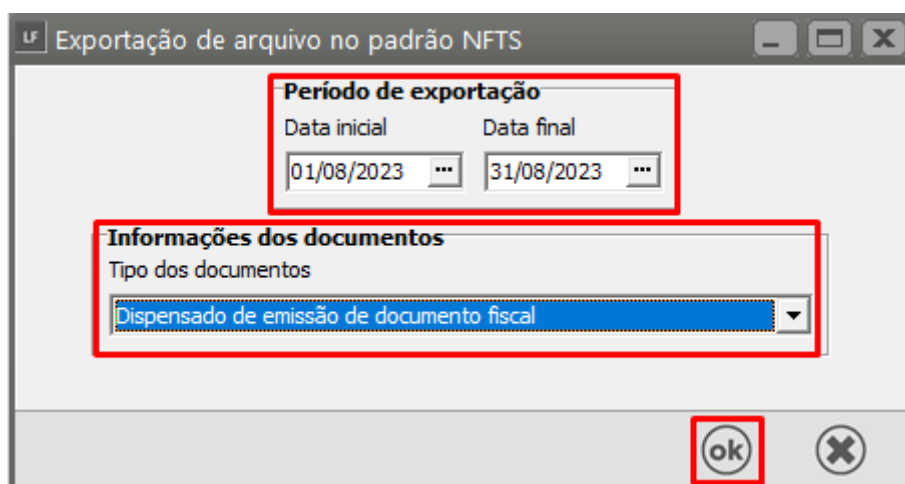 LF Exportação de arquivo no padrão NFTS
Período de exportação
Data inicial Data final
01/08/2023 ... 31/08/2023 ...
Informações dos documentos
Tipo dos documentos
Dispensado de emissão de documento fiscal
ok